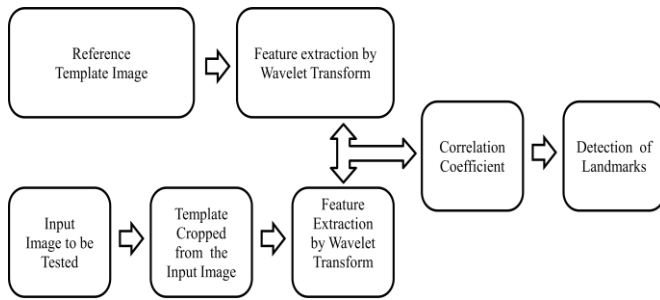 Reference
Template Image
Feature extraction by
Wavelet Transform
Correlation
Coefficient
Detection of
Landmarks
Input
Image to be
Tested
Template
Cropped
from the
Input Image
Feature
Extraction
by Wavelet
Transform